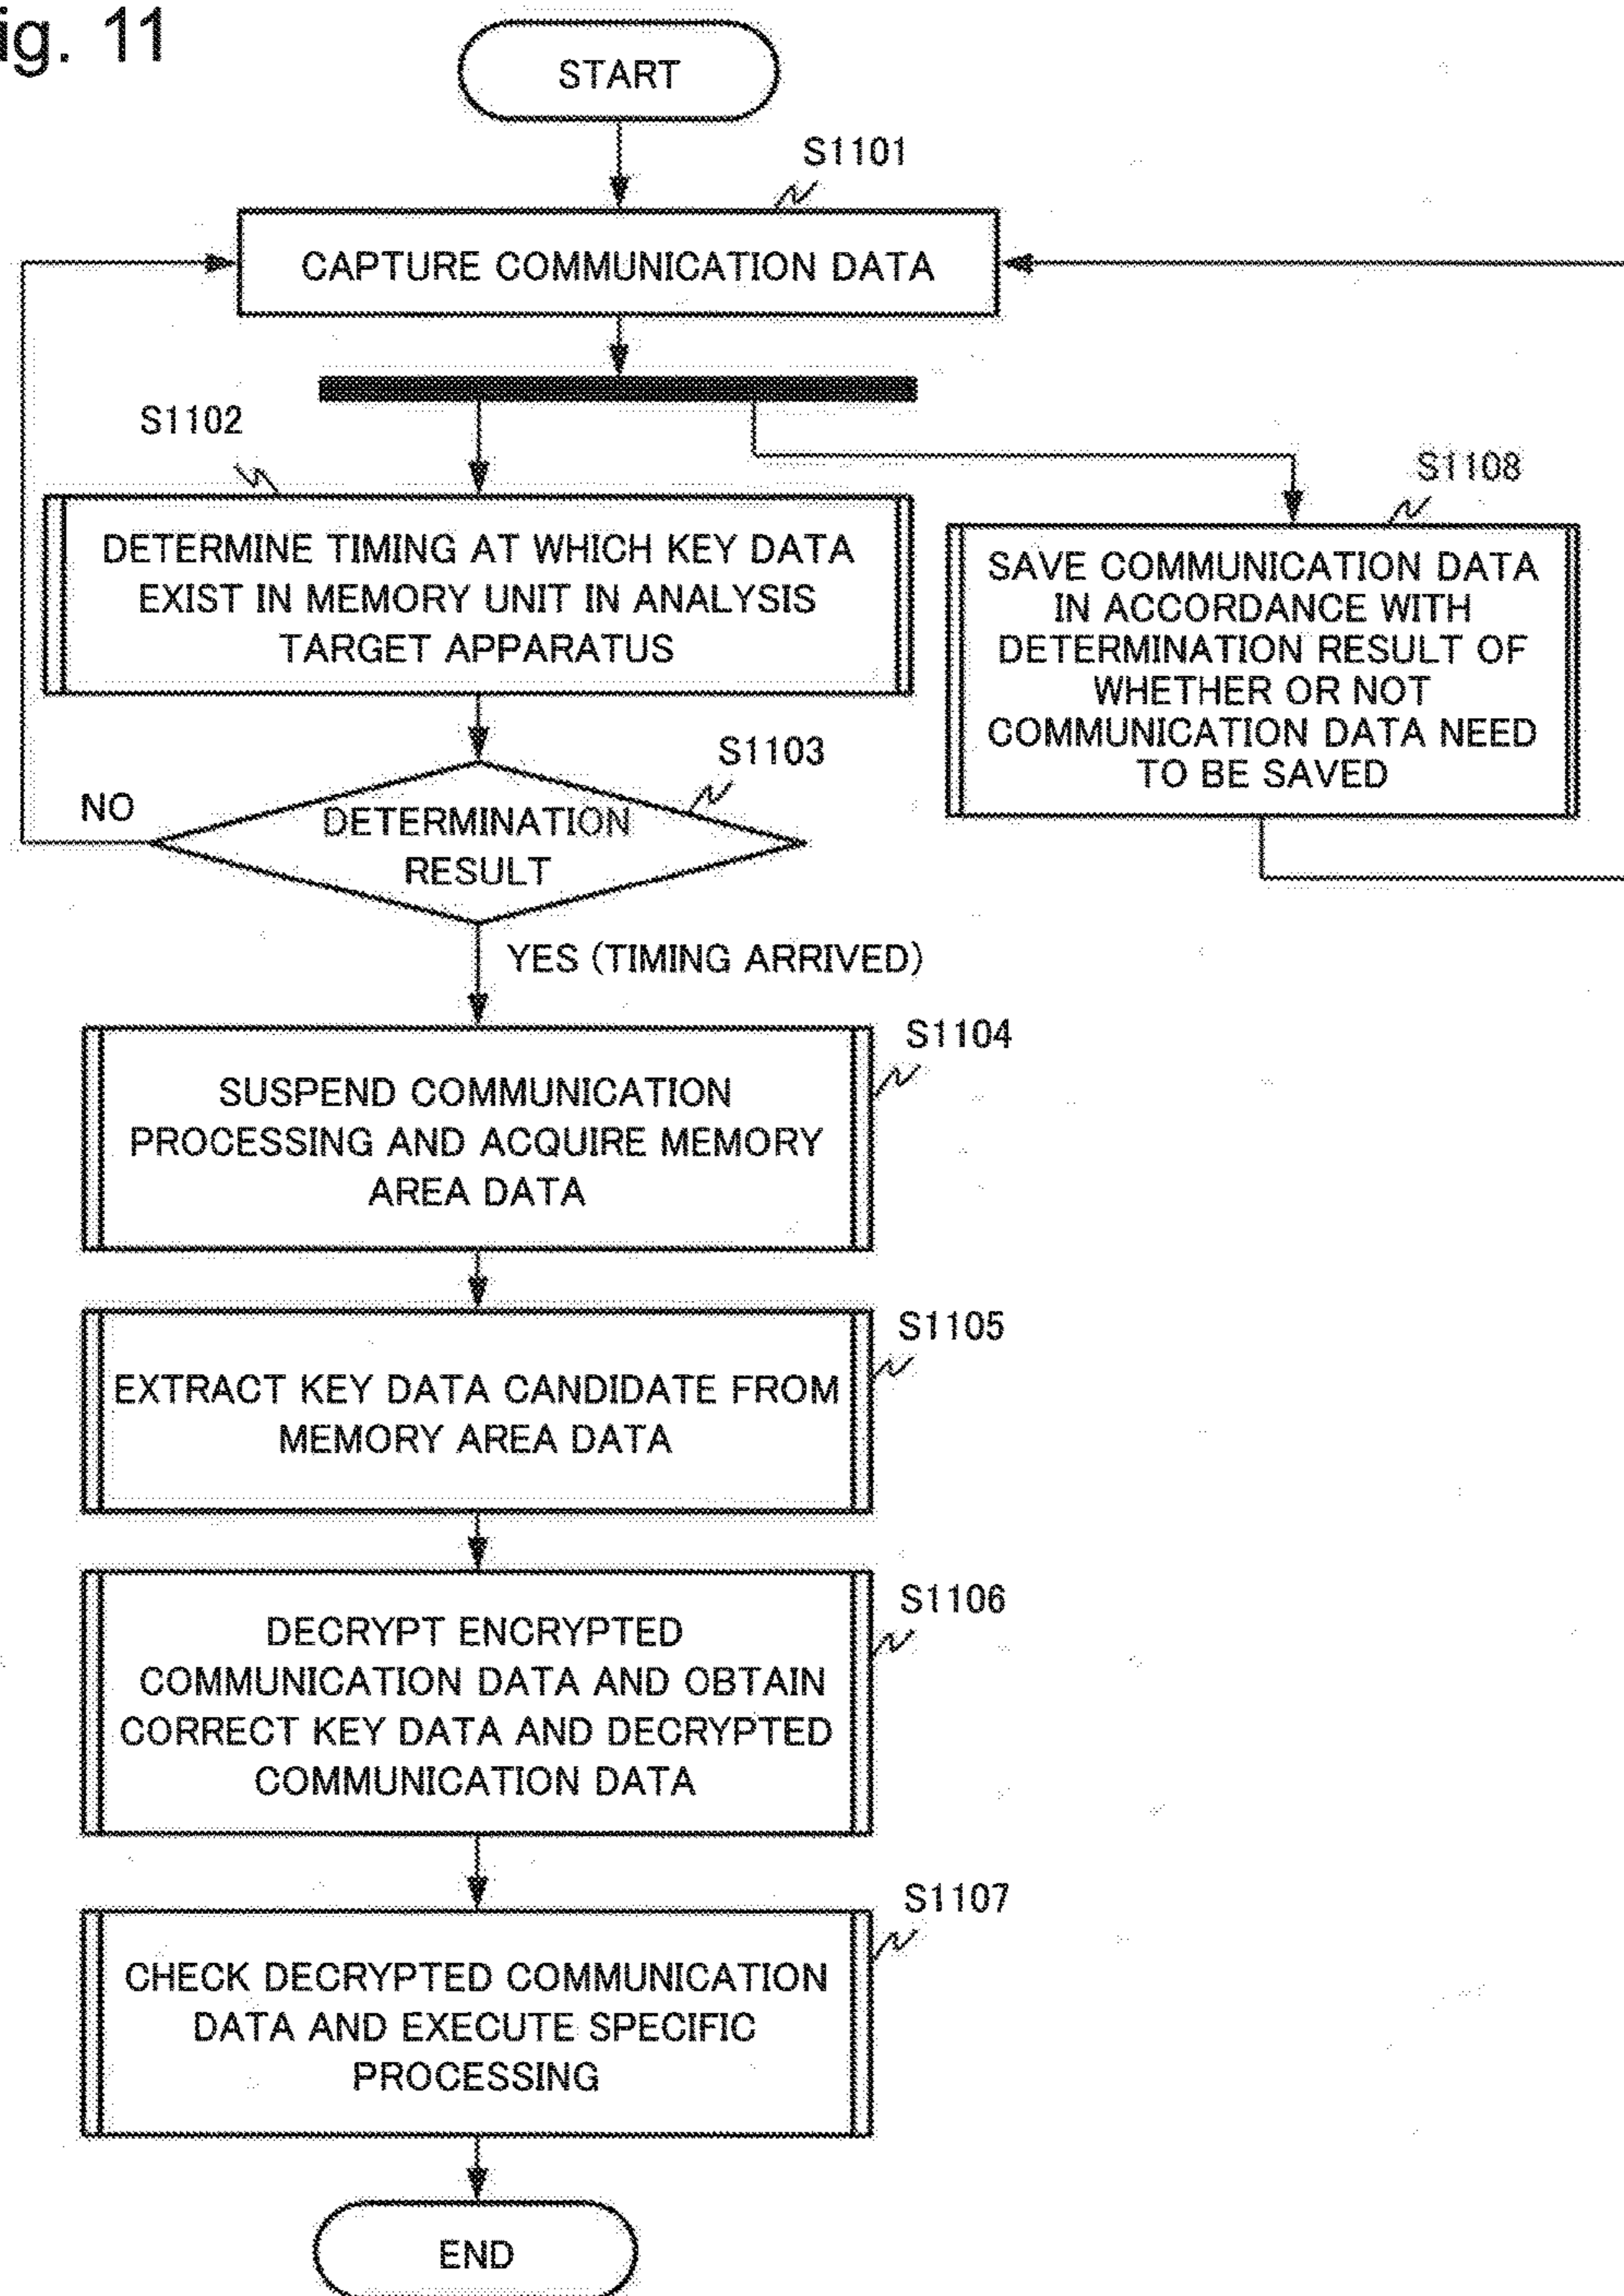 ig. 11
START
S1101
CAPTURE COMMUNICATION DATA
S1102
DETERMINE TIMING AT WHICH KEY DATA
EXIST IN MEMORY UNIT IN ANALYSIS
TARGET APPARATUS
S1108
SAVE COMMUNICATION DATA
IN ACCORDANCE WITH
DETERMINATION RESULT OF
WHETHER OR NOT
COMMUNICATION DATA NEED
TO BE SAVED
S1103
NO
DETERMINATION
RESULT
YES (TIMING ARRIVED)
S1104
SUSPEND COMMUNICATION
PROCESSING AND ACQUIRE MEMORY
AREA DATA
S1105
EXTRACT KEY DATA CANDIDATE FROM
MEMORY AREA DATA
S1106
DECRYPT ENCRYPTED
COMMUNICATION DATA AND OBTAIN
CORRECT KEY DATA AND DECRYPTED
COMMUNICATION DATA
S1107
CHECK DECRYPTED COMMUNICATION
DATA AND EXECUTE SPECIFIC
PROCESSING
END